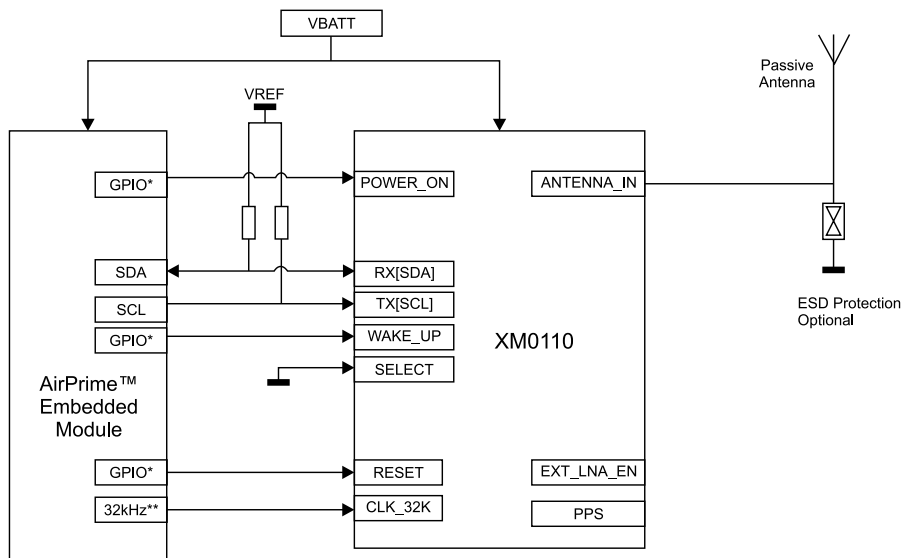 VBATT
VREF
Passive
Antenna
GPIO*
POWER_ON
ANTENNA_IN
SDA
RX[SDA]
SCL
TX[SCL]
GPIO*
WAKE_UP
SELECT
XM0110
ESD Protection
Optional
AirPrime™
Embedded
Module
GPIO*
RESET
EXT_LNA_EN
32kHz**
CLK_32K
PPS